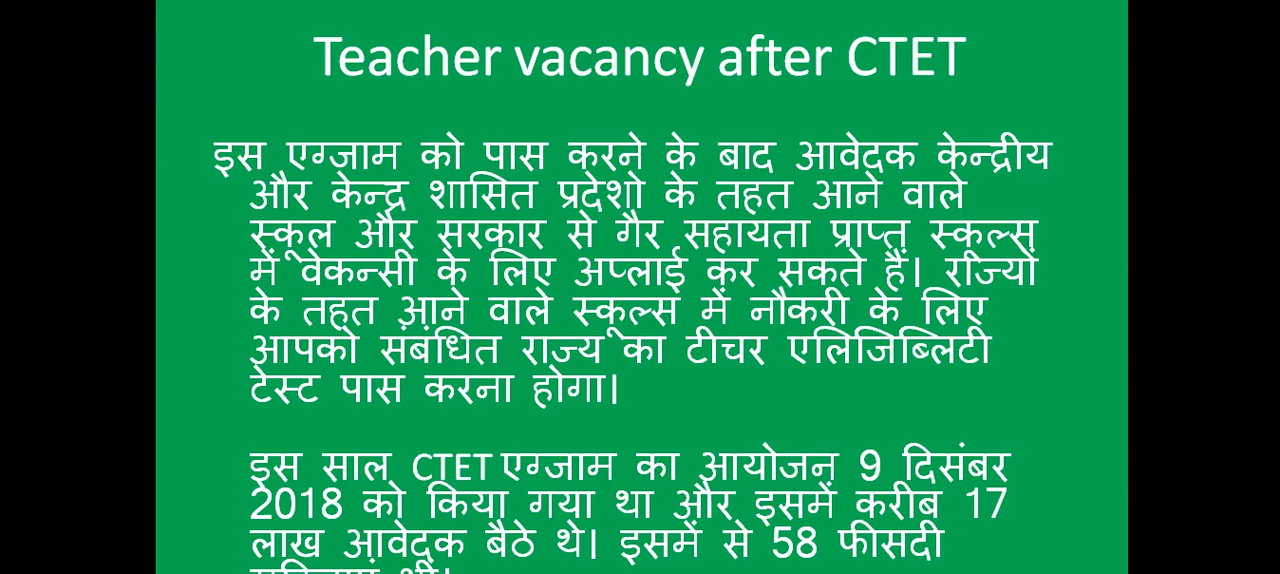 Teacher vacancy after CTET
इस एग्जाम को पास करने के बाद आवेदक केन्द्रीय
और केन्द्र शासित प्रदेशो के तहत आने वाले
स्कूल और सरकार से गैर सहायता प्राप्त स्कूल्स
में वेकन्सी के लिए अप्लाई कर सकते हैं। राज्यों
के तहत आने वाले स्कूल्स में नौकरी के लिए
आपको संबंधित राज्य का टीचर एलिजिब्लिटी
टेस्ट पास करना होगा।
इस साल CTET एग्जाम का आयोजन 9 दिसंबर
2018 को किया गया था और इसमें करीब 17
लाख आवेदक बैठे थे। इसमें से 58 फीसदी